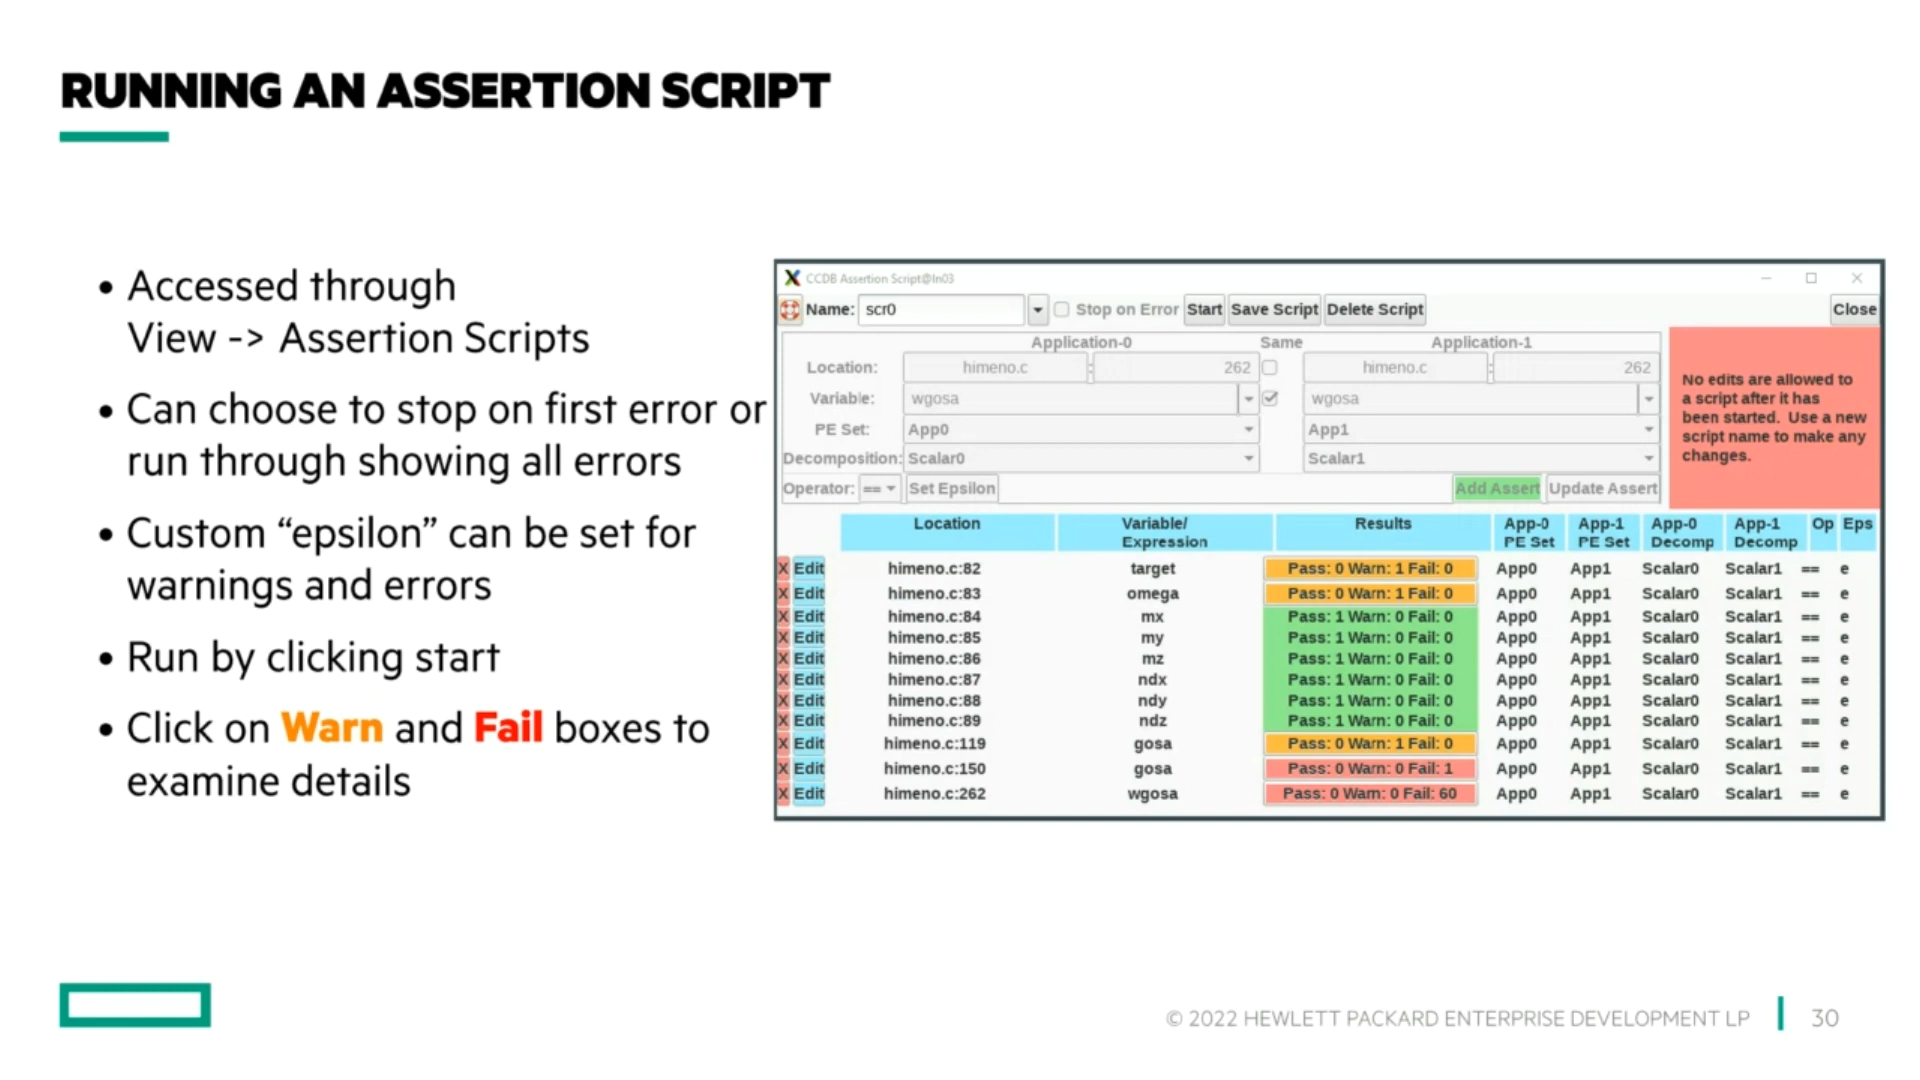 RUNNING AN ASSERTION SCRIPT
• Accessed through
View -> Assertion Scripts
• Can choose to stop on first error or
run through showing all errors
• Custom “epsilon” can be set for
warnings and errors
• Run by clicking start
• Click on Warn and Fail boxes to
examine details
CCDB Assertion Script@ln03
Name: scr0 Stop on Error Start Save Script Delete Script Close
Application-0 Same Application-1
Location: himeno.c : 262 himeno.c : 262
Variable: wgosa wgosa
PE Set: App0 App1
Decomposition: Scalar0 Scalar1
Operator: == Set Epsilon Add Assert Update Assert
No edits are allowed to
a script after it has
been started. Use a new
script name to make any
changes.
Location Variable/ Results App-0 App-1 App-0 App-1 Op Eps
Expression PE Set PE Set Decomp Decomp
X Edit himeno.c:82 target Pass: 0 Warn: 1 Fail: 0 App0 App1 Scalar0 Scalar1 == e
X Edit himeno.c:83 omega Pass: 0 Warn: 1 Fail: 0 App0 App1 Scalar0 Scalar1 == e
X Edit himeno.c:84 mx Pass: 1 Warn: 0 Fail: 0 App0 App1 Scalar0 Scalar1 == e
X Edit himeno.c:85 my Pass: 1 Warn: 0 Fail: 0 App0 App1 Scalar0 Scalar1 == e
X Edit himeno.c:86 mz Pass: 1 Warn: 0 Fail: 0 App0 App1 Scalar0 Scalar1 == e
X Edit himeno.c:87 ndx Pass: 1 Warn: 0 Fail: 0 App0 App1 Scalar0 Scalar1 == e
X Edit himeno.c:88 ndy Pass: 1 Warn: 0 Fail: 0 App0 App1 Scalar0 Scalar1 == e
X Edit himeno.c:89 ndz Pass: 1 Warn: 0 Fail: 0 App0 App1 Scalar0 Scalar1 == e
X Edit himeno.c:119 gosa Pass: 0 Warn: 1 Fail: 0 App0 App1 Scalar0 Scalar1 == e
X Edit himeno.c:150 gosa Pass: 0 Warn: 0 Fail: 1 App0 App1 Scalar0 Scalar1 == e
X Edit himeno.c:262 wgosa Pass: 0 Warn: 0 Fail: 60 App0 App1 Scalar0 Scalar1 == e
© 2022 HEWLETT PACKARD ENTERPRISE DEVELOPMENT LP 30